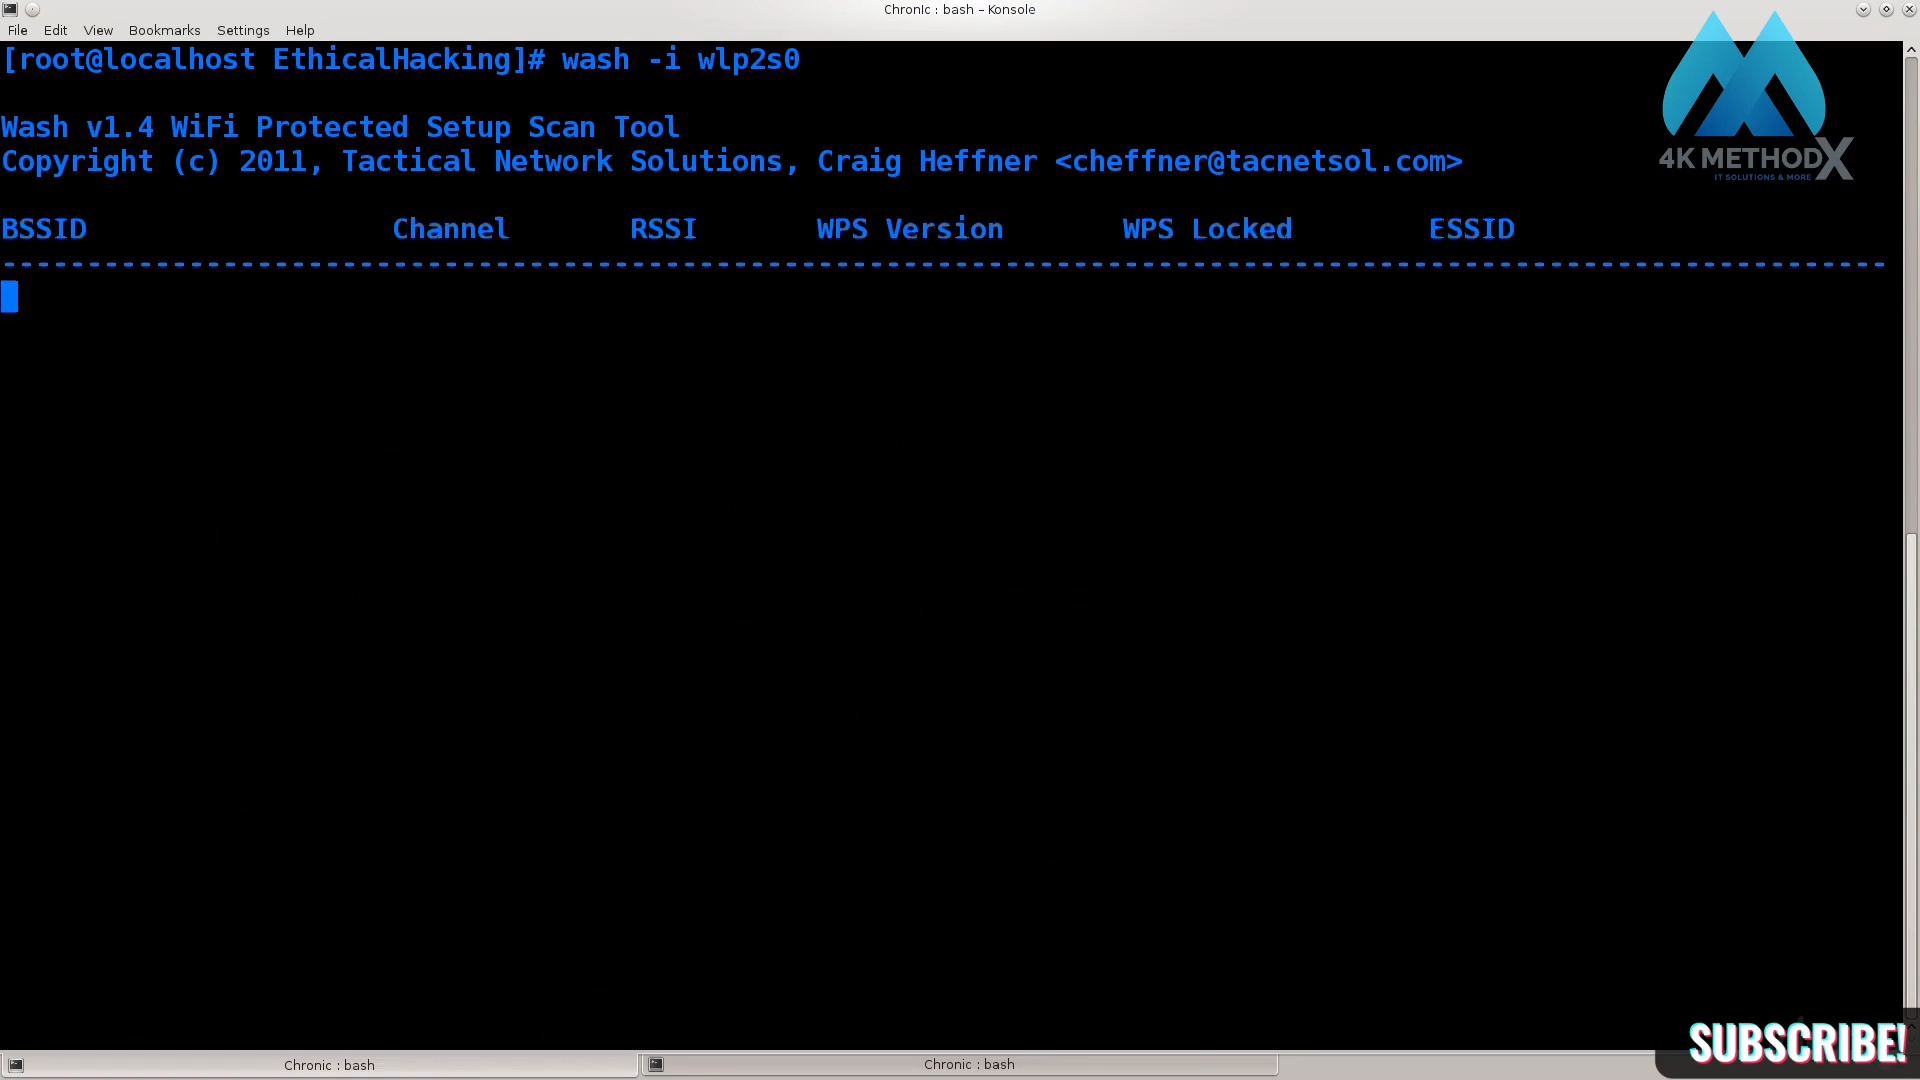 Chronic : bash – Konsole
File Edit View Bookmarks Settings Help
[root@localhost EthicalHacking]# wash -i wlp2s0
Wash v1.4 WiFi Protected Setup Scan Tool
Copyright (c) 2011, Tactical Network Solutions, Craig Heffner <cheffner@tacnetsol.com>
BSSID Channel RSSI WPS Version WPS Locked ESSID
--------------------------------------------------------------------------------------------------------------
4K METHODX
IT SOLUTIONS & MORE
SUBSCRIBE!
Chronic : bash
Chronic : bash